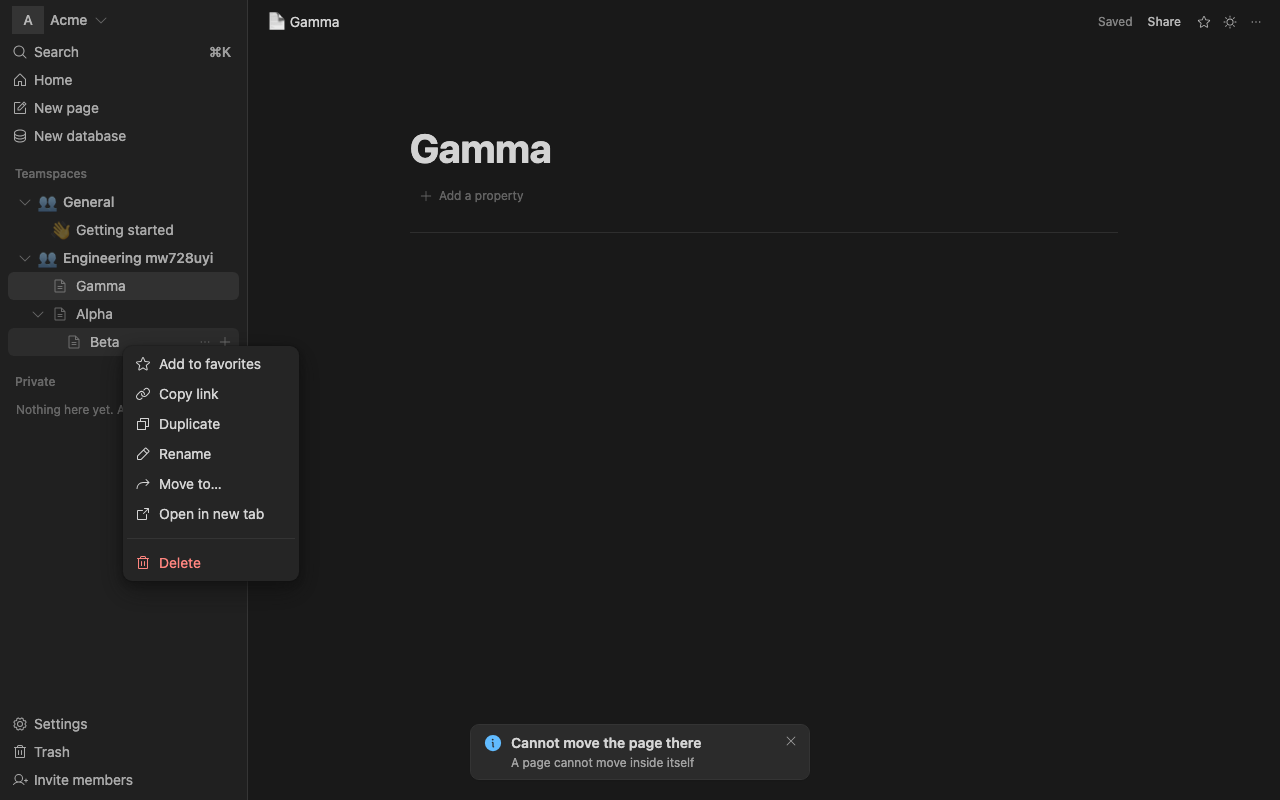 A Acme
Search ⌘K
Home
New page
New database
Teamspaces
General
Getting started
Engineering mw728uyi
Gamma
Alpha
Beta
Private
Nothing here yet. A
Add to favorites
Copy link
Duplicate
Rename
Move to...
Open in new tab
Delete
Settings
Trash
Invite members
Gamma
Saved Share
Gamma
Add a property
Cannot move the page there
A page cannot move inside itself